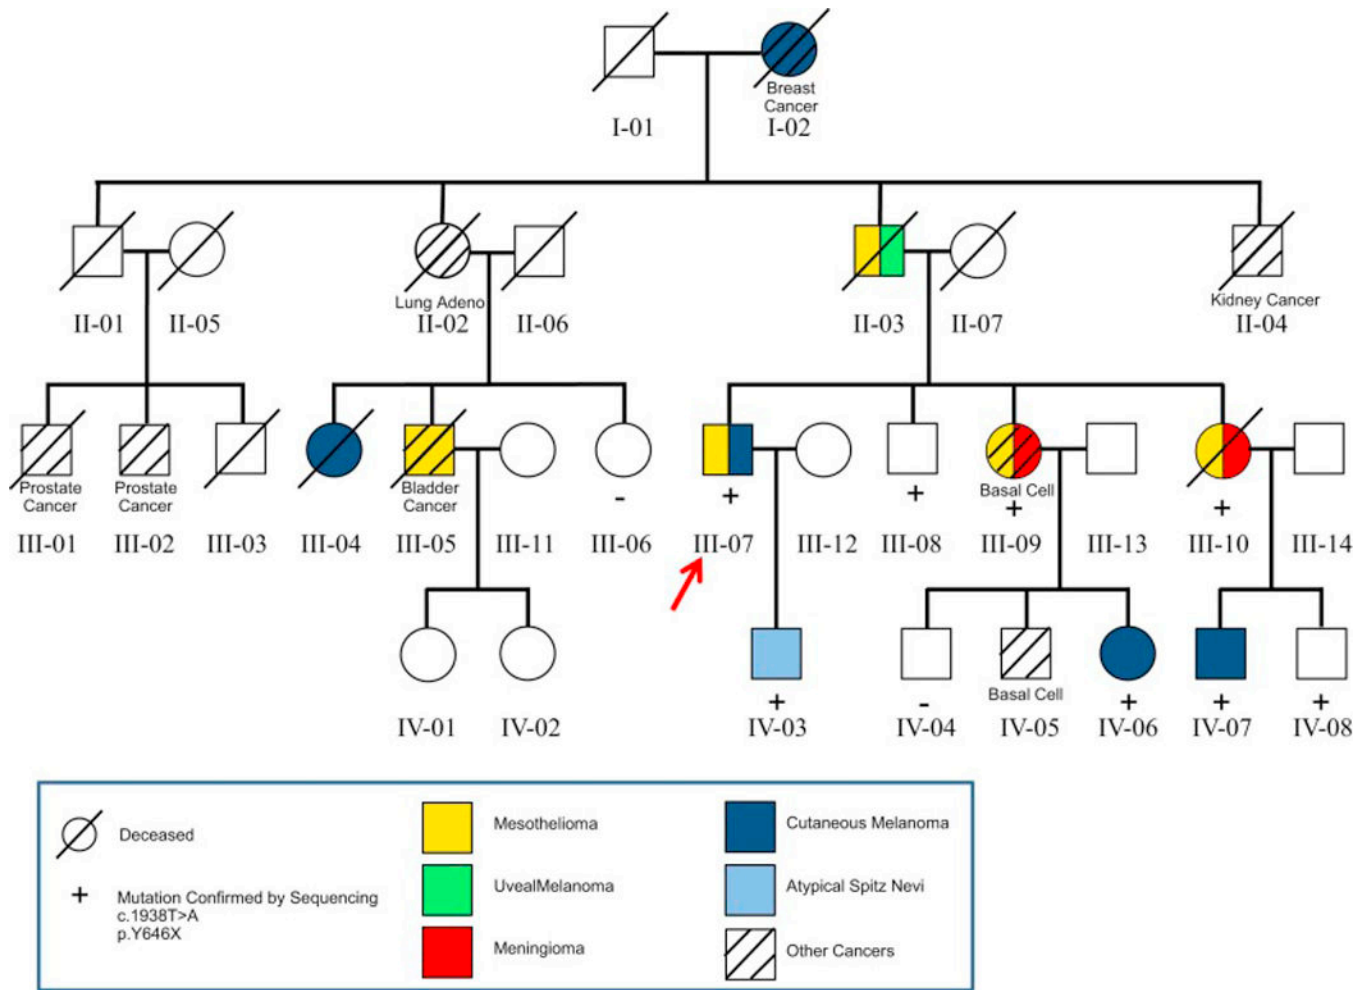 Breast
Cancer
I-01
I-02
Lung Adeno
Kidney Cancer
II-01
II-05
II-02
II-06
II-03
II-07
II-04
Prostate
Cancer
Prostate
Cancer
Bladder
Cancer
-
+
+
Basal Cell
+
+
III-01
III-02
III-03
III-04
III-05
III-11
III-06
III-07
III-12
III-08
III-09
III-13
III-10
III-14
Basal Cell
+
-
+
+
+
IV-01
IV-02
IV-03
IV-04
IV-05
IV-06
IV-07
IV-08
Deceased
+ Mutation Confirmed by Sequencing
c.1938T>A
p.Y646X
Mesothelioma
UvealMelanoma
Meningioma
Cutaneous Melanoma
Atypical Spitz Nevi
Other Cancers